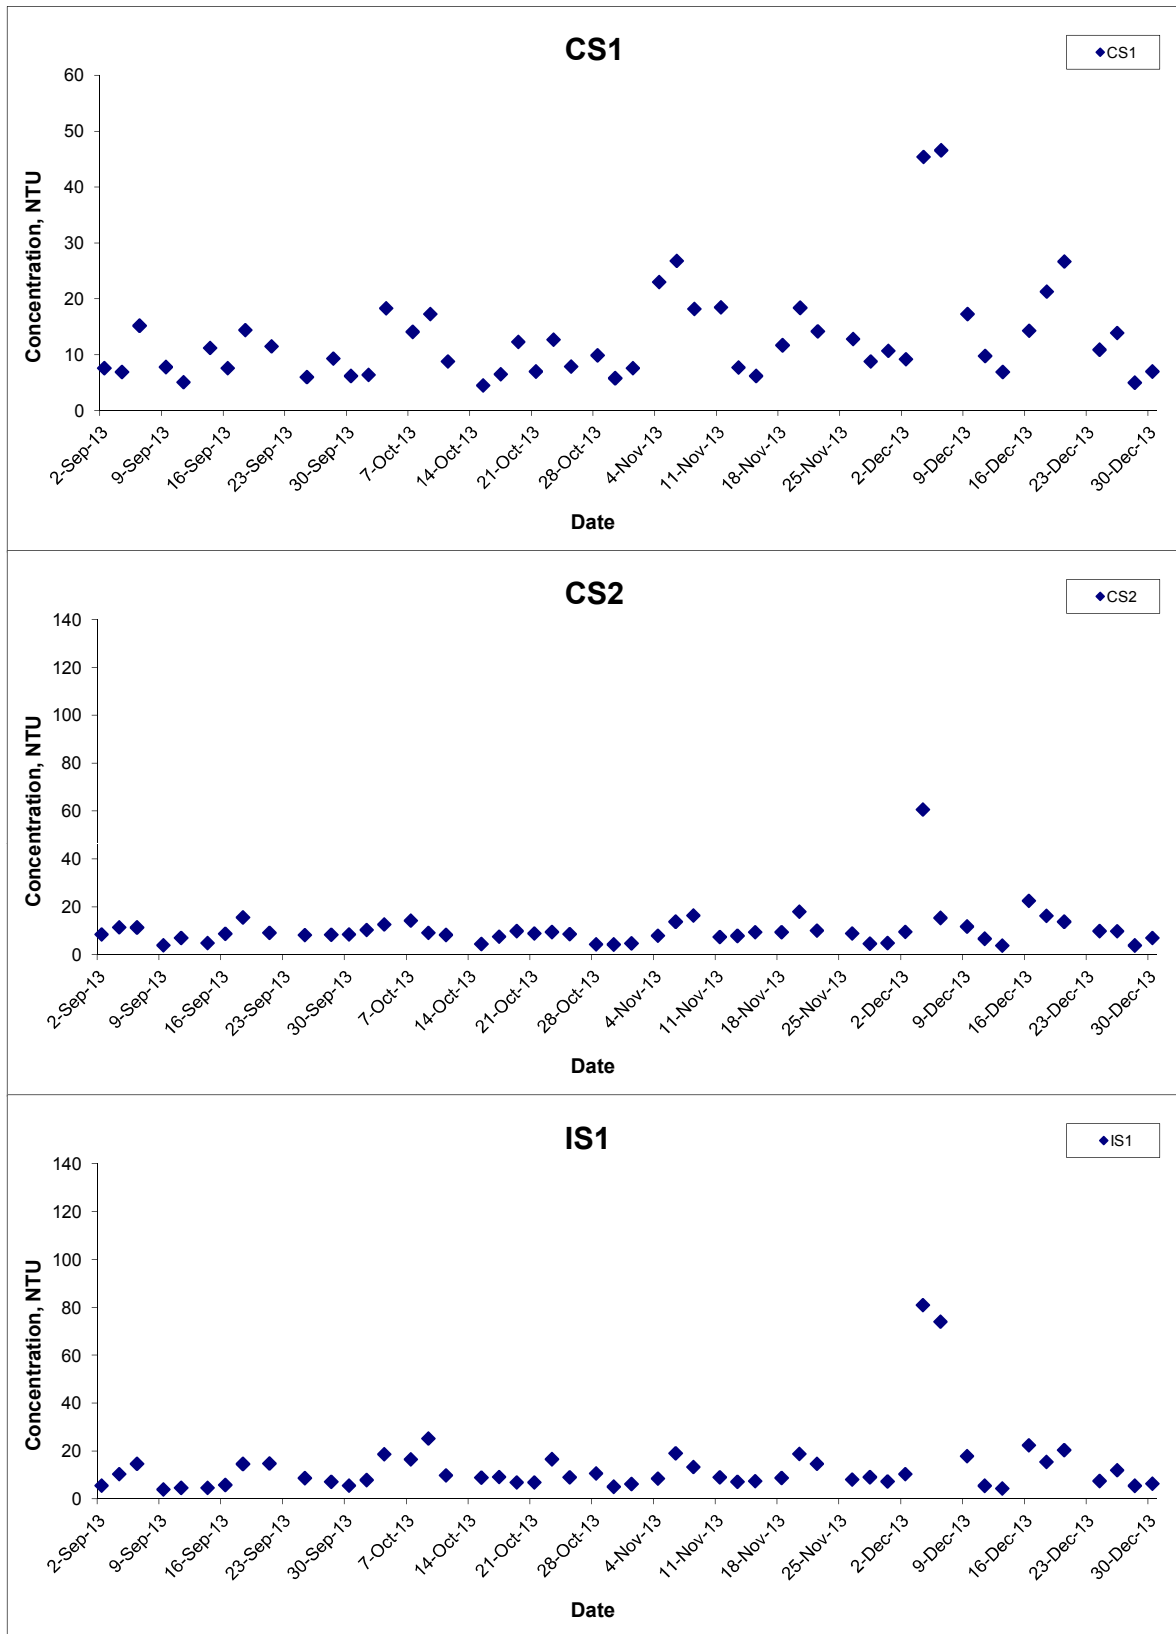 CS1
CS1
Concentration, NTU
60
50
40
30
20
10
0
2-Sep-13
9-Sep-13
16-Sep-13
23-Sep-13
30-Sep-13
7-Oct-13
14-Oct-13
21-Oct-13
28-Oct-13
4-Nov-13
11-Nov-13
18-Nov-13
25-Nov-13
2-Dec-13
9-Dec-13
16-Dec-13
23-Dec-13
30-Dec-13
Date
CS2
CS2
Concentration, NTU
140
120
100
80
60
40
20
0
2-Sep-13
9-Sep-13
16-Sep-13
23-Sep-13
30-Sep-13
7-Oct-13
14-Oct-13
21-Oct-13
28-Oct-13
4-Nov-13
11-Nov-13
18-Nov-13
25-Nov-13
2-Dec-13
9-Dec-13
16-Dec-13
23-Dec-13
30-Dec-13
Date
IS1
IS1
Concentration, NTU
140
120
100
80
60
40
20
0
2-Sep-13
9-Sep-13
16-Sep-13
23-Sep-13
30-Sep-13
7-Oct-13
14-Oct-13
21-Oct-13
28-Oct-13
4-Nov-13
11-Nov-13
18-Nov-13
25-Nov-13
2-Dec-13
9-Dec-13
16-Dec-13
23-Dec-13
30-Dec-13
Date